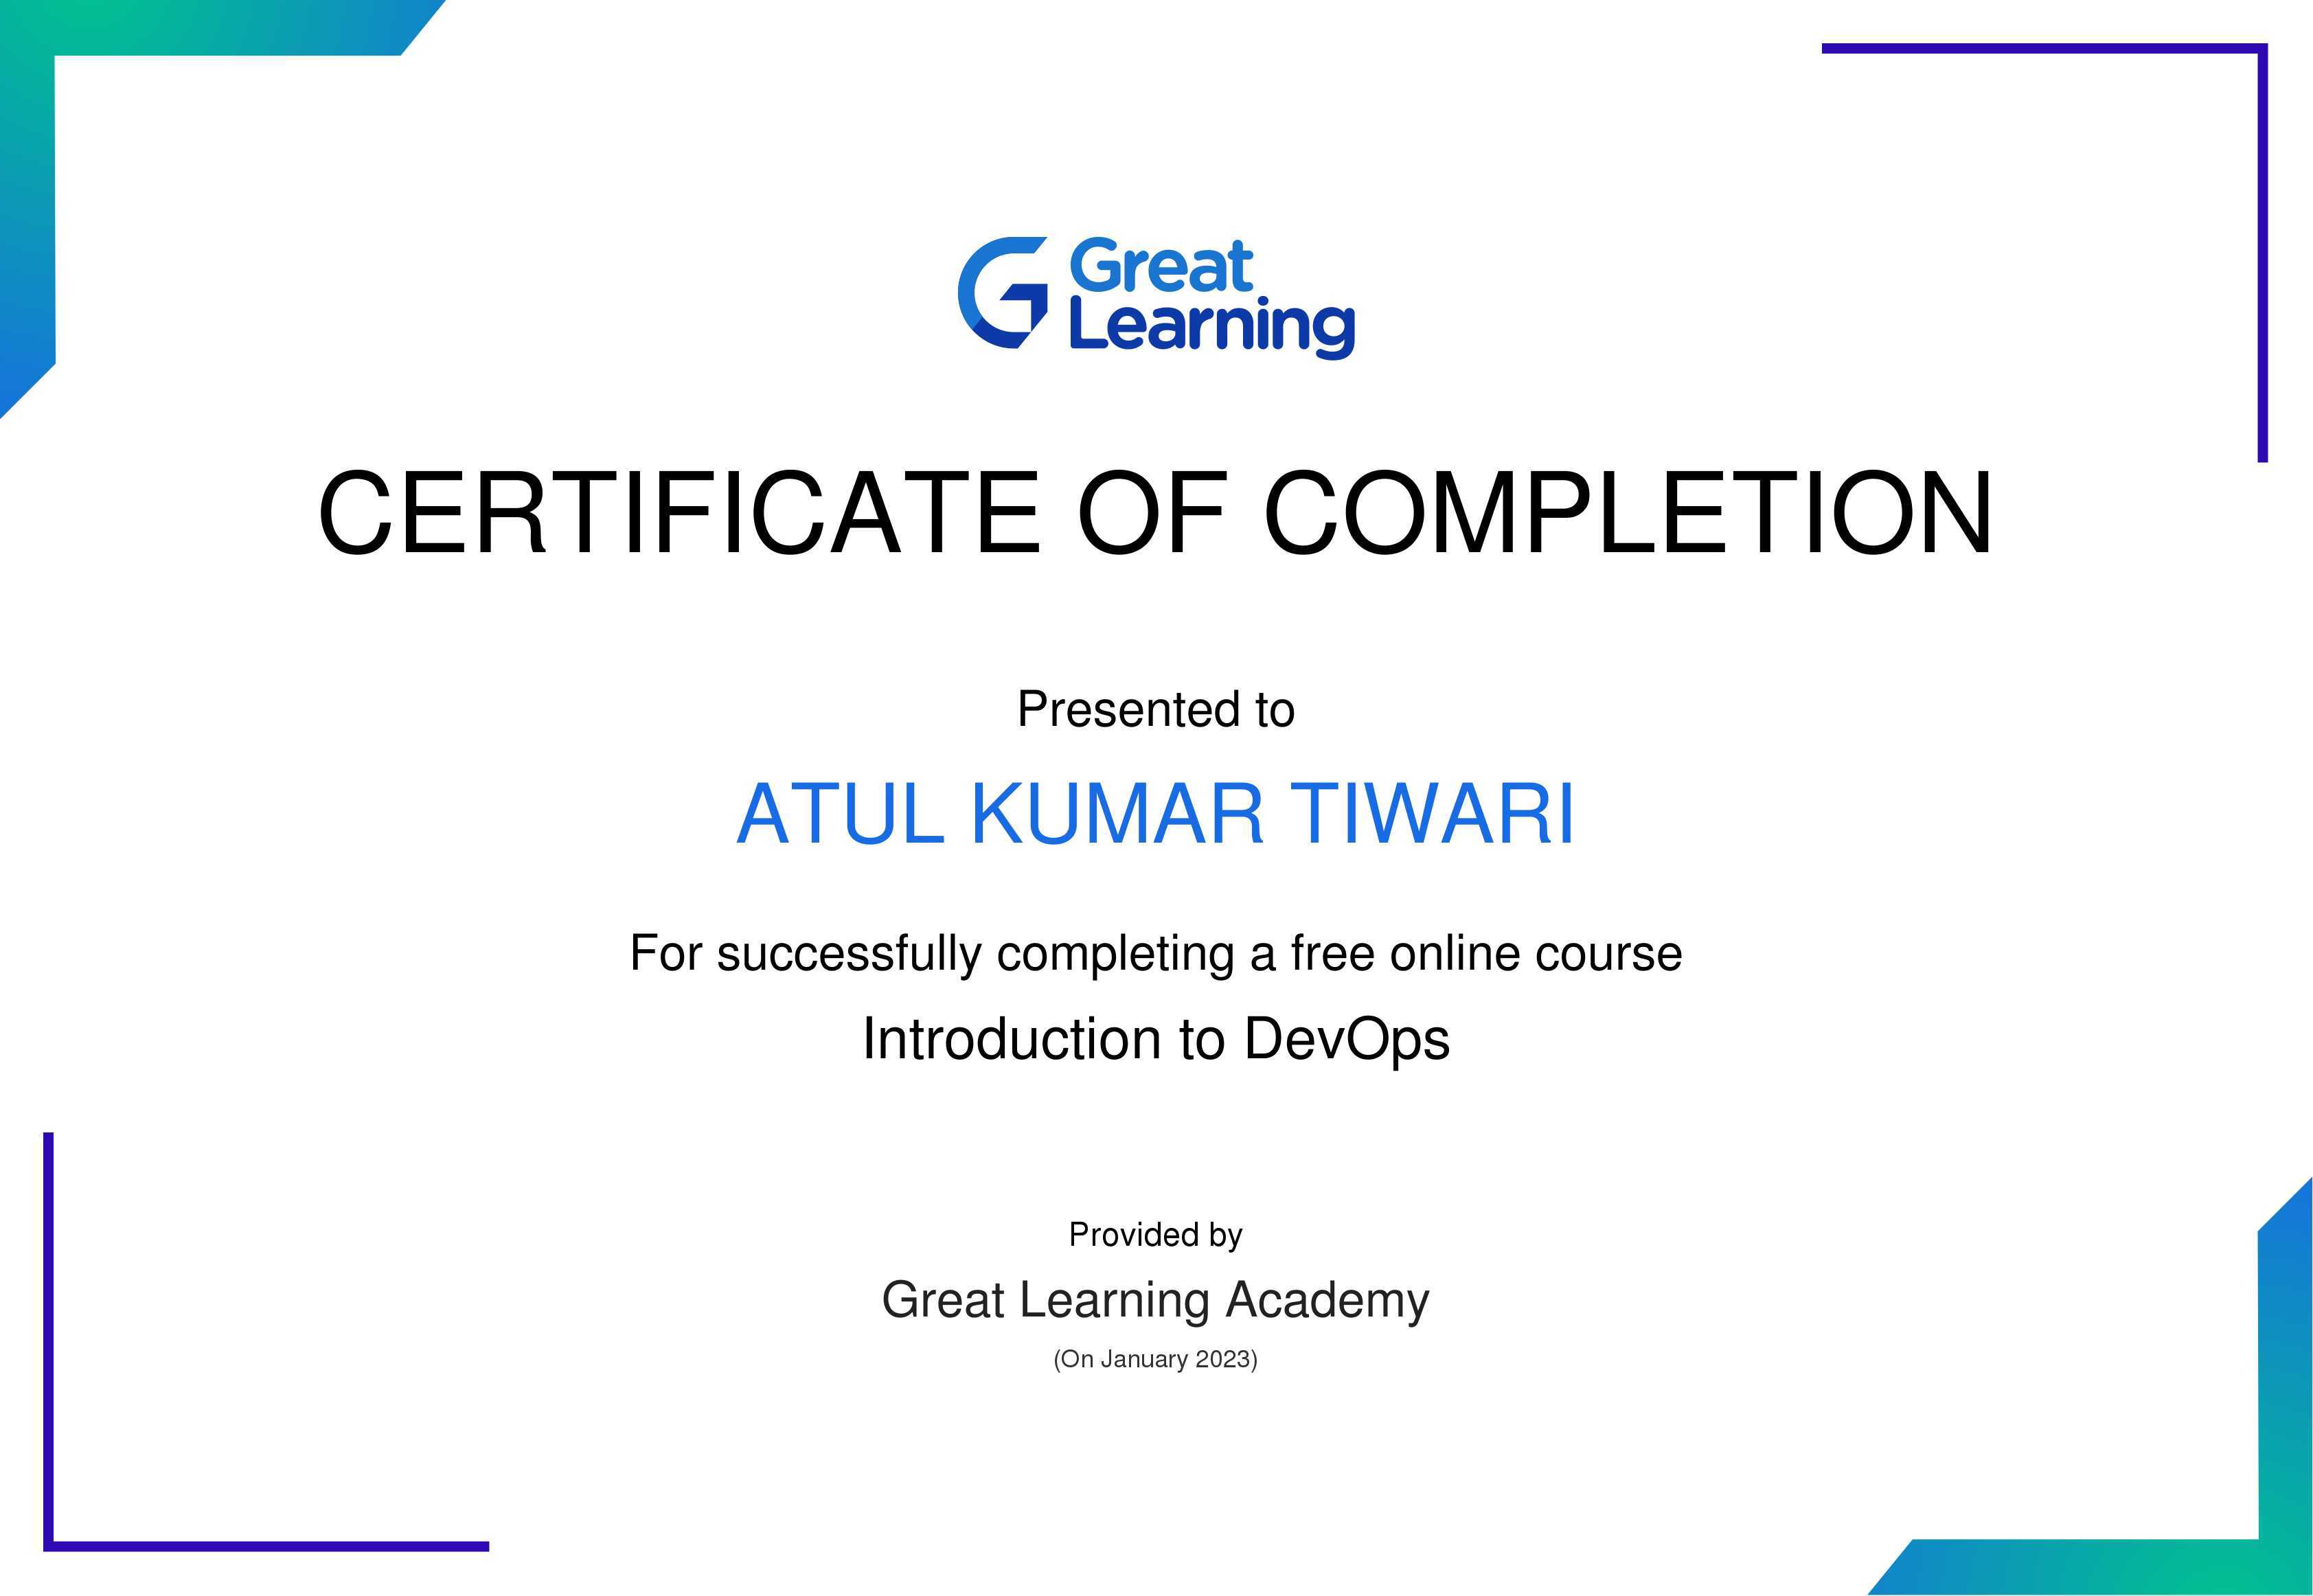 Great
Learning
CERTIFICATE OF COMPLETION
Presented to
ATUL KUMAR TIWARI
For successfully completing a free online course
Introduction to DevOps
Provided by
Great Learning Academy
(On January 2023)